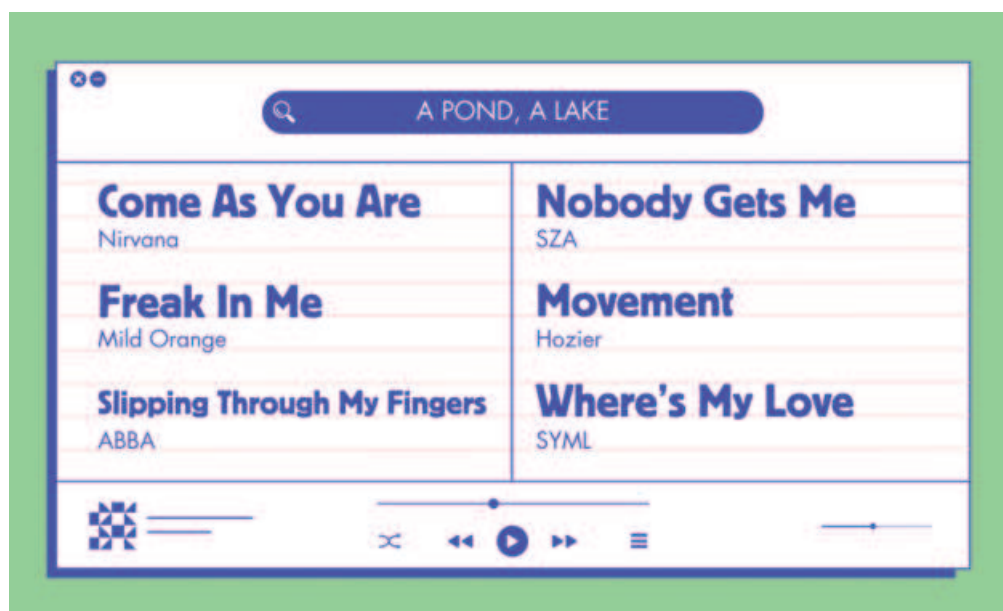 A POND, A LAKE
Come As You Are
Nirvana
Freak In Me
Mild Orange
Slipping Through My Fingers
ABBA
Nobody Gets Me
SZA
Movement
Hozier
Where's My Love
SYML